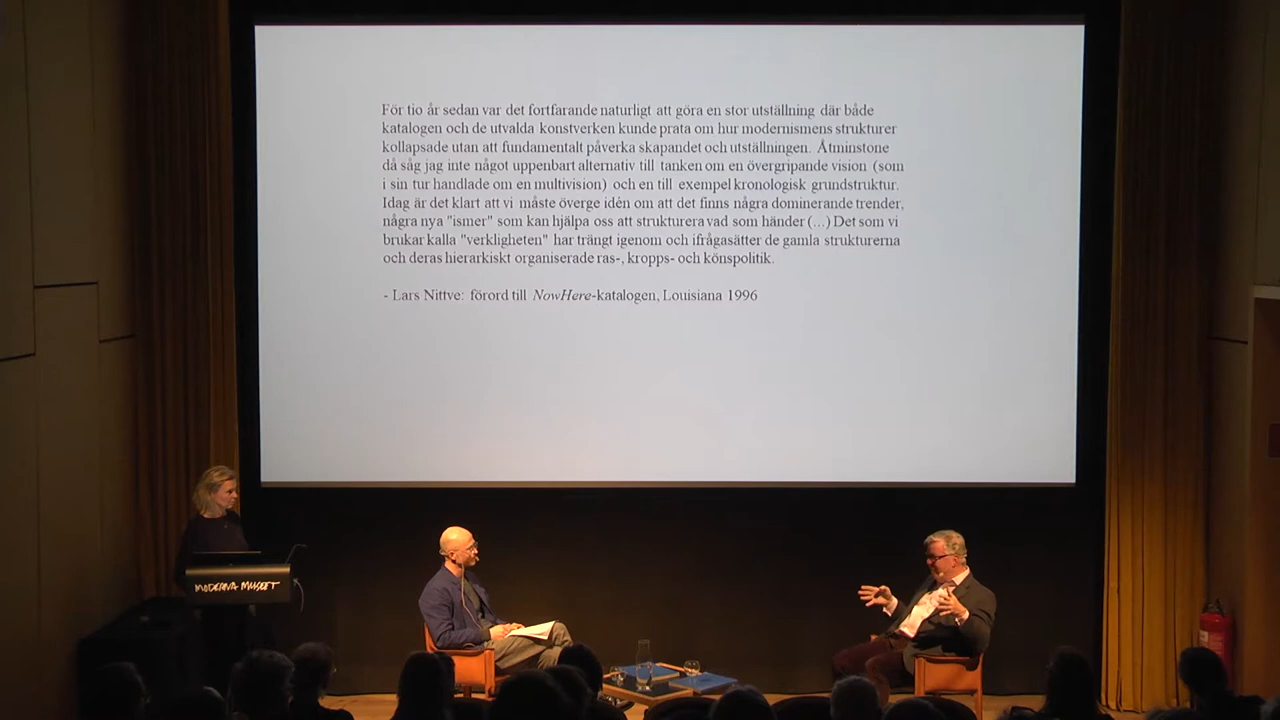 För tio år sedan var det fortfarande naturligt att göra en stor utställning där både
katalogen och de utvalda konstverken kunde prata om hur modernismens strukturer
kollapsade utan att fundamentalt påverka skapandet och utställningen. Åtminstone
då såg jag inte något uppenbart alternativ till tanken om en övergripande vision (som
i sin tur handlade om en multivision) och en till exempel kronologisk grundstruktur.
Idag är det klart att vi måste överge idén om att det finns några dominerande trender,
några nya "ismer" som kan hjälpa oss att strukturera vad som händer (...) Det som vi
brukar kalla "verkligheten" har trängt igenom och ifrågasätter de gamla strukturerna
och deras hierarkiskt organiserade ras-, kropps- och könspolitik.
- Lars Nittve: förord till NowHere-katalogen, Louisiana 1996
MODERNA MUSEET